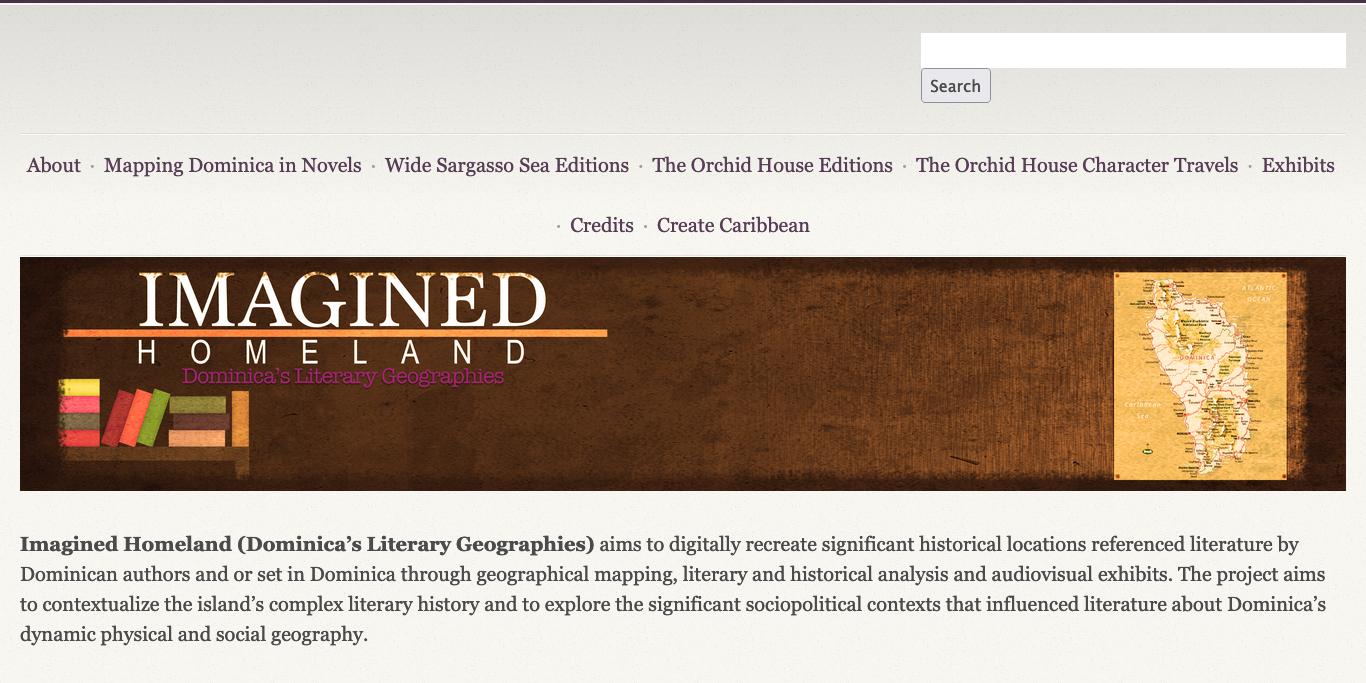 Search
About · Mapping Dominica in Novels · Wide Sargasso Sea Editions · The Orchid House Editions · The Orchid House Character Travels · Exhibits
· Credits · Create Caribbean
IMAGINED
HOMELAND
Dominica's Literary Geographies
ATLANTIC
OCEAN
DOMINICA
Caribbean
Sea
Imagined Homeland (Dominica’s Literary Geographies) aims to digitally recreate significant historical locations referenced literature by
Dominican authors and or set in Dominica through geographical mapping, literary and historical analysis and audiovisual exhibits. The project aims
to contextualize the island’s complex literary history and to explore the significant sociopolitical contexts that influenced literature about Dominica’s
dynamic physical and social geography.